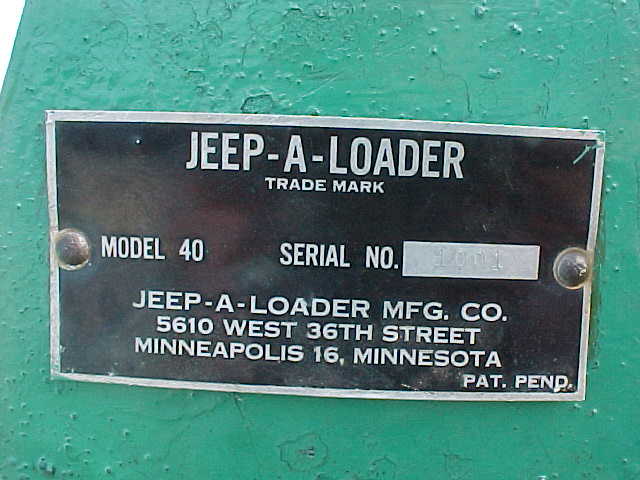 JEEP-A-LOADER
TRADE MARK
MODEL 40 SERIAL NO. 1001
JEEP-A-LOADER MFG. CO.
5610 WEST 36TH STREET
MINNEAPOLIS 16, MINNESOTA
PAT. PEND.